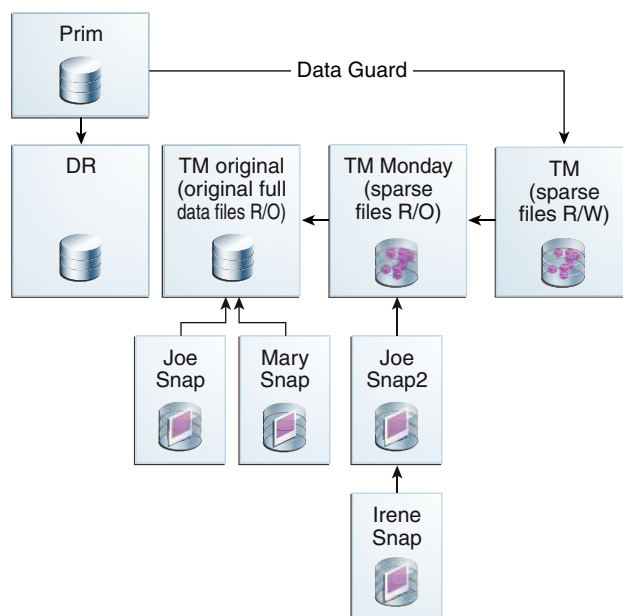 Prim
Data Guard
DR
TM original
(original full
data files R/O)
TM Monday
(sparse
files R/O)
TM
(sparse
files R/W)
Joe
Snap
Mary
Snap
Joe
Snap2
Irene
Snap